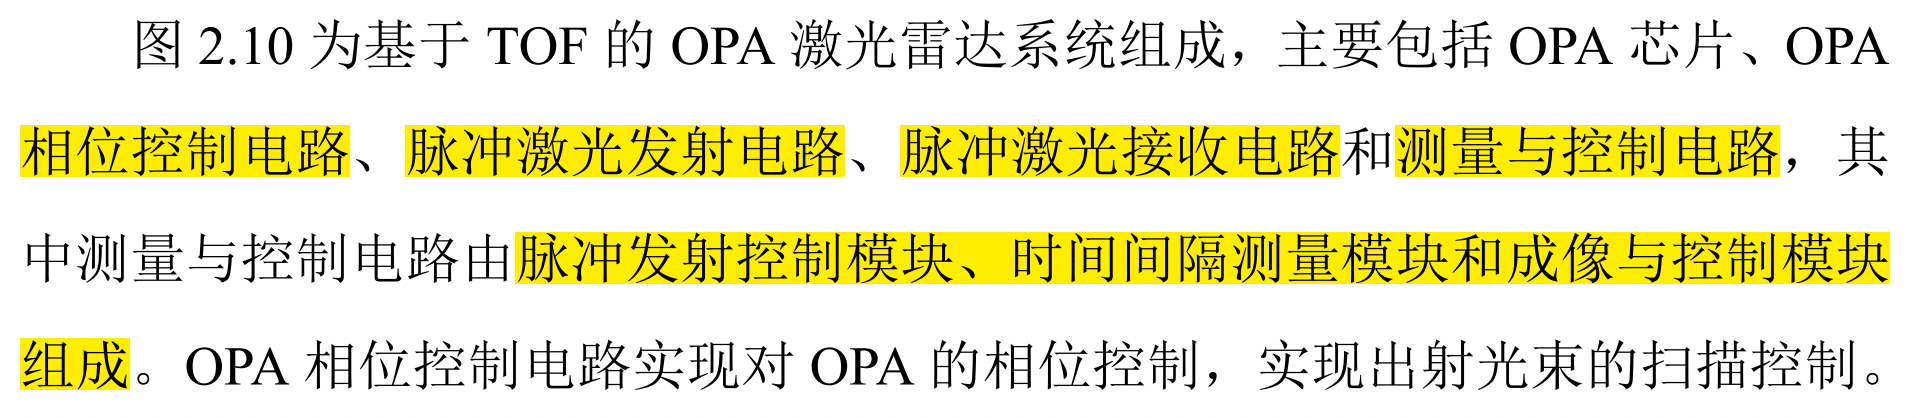 图 2.10 为基于 TOF 的 OPA 激光雷达系统组成，主要包括 OPA 芯片、OPA
相位控制电路、脉冲激光发射电路、脉冲激光接收电路和测量与控制电路，其
中测量与控制电路由脉冲发射控制模块、时间间隔测量模块和成像与控制模块
组成。OPA 相位控制电路实现对 OPA 的相位控制，实现出射光束的扫描控制。